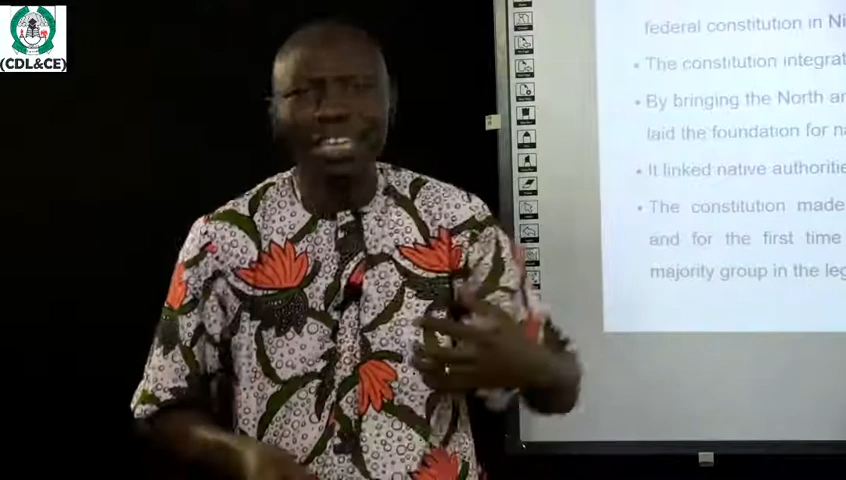 (CDL&CE)
federal constitution in Ni
• The constitution integrat
• By bringing the North a
laid the foundation for na
• It linked native authoritie
• The constitution made
and for the first time
majority group in the leg